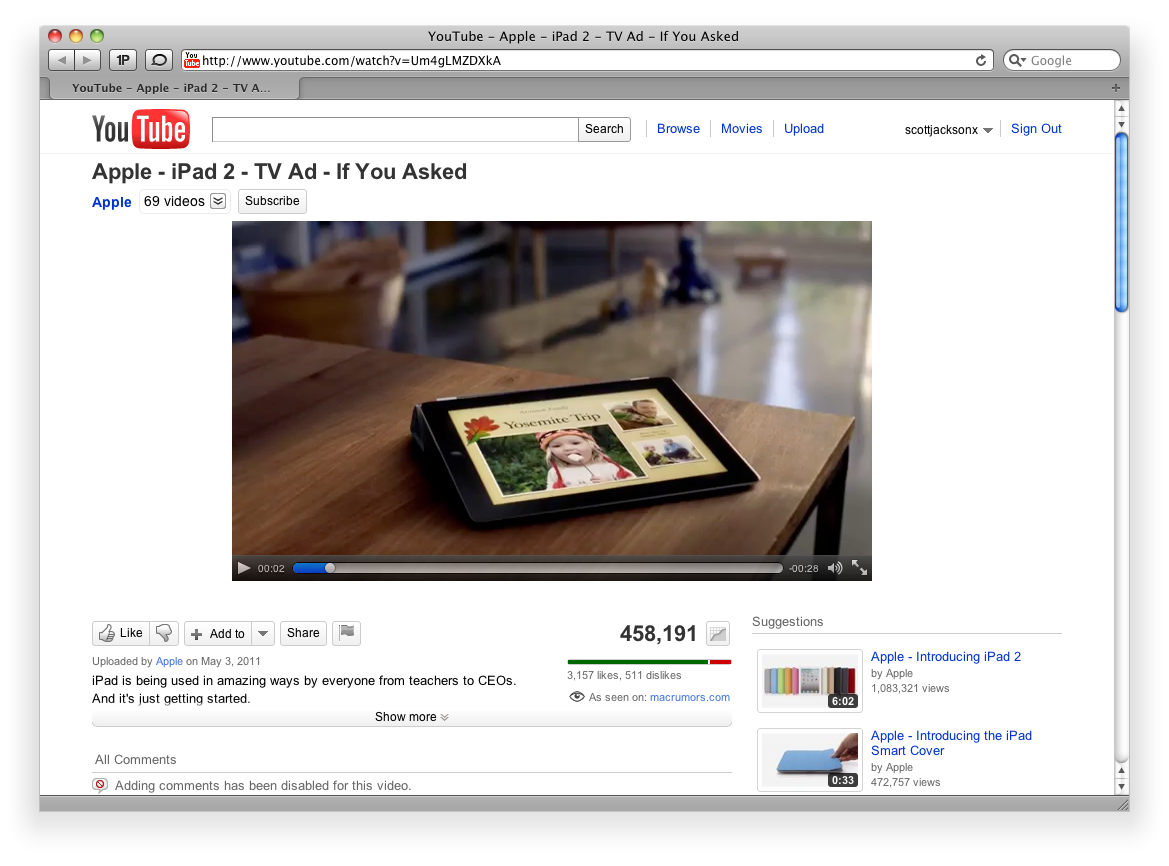 YouTube - Apple - iPad 2 - TV Ad - If You Asked
1P
You Tube http://www.youtube.com/watch?v=Um4gLMZDXkA
Google
YouTube - Apple - iPad 2 - TV A...
YouTube
Search
Browse
Movies
Upload
scottjacksonx
Sign Out
Apple - iPad 2 - TV Ad - If You Asked
Apple
69 videos
Subscribe
Yosemite Trip
00:02
-00:28
Like
Add to
Share
458,191
Uploaded by Apple on May 3, 2011
iPad is being used in amazing ways by everyone from teachers to CEOs.
And it's just getting started.
3,157 likes, 511 dislikes
As seen on: macrumors.com
Show more
All Comments
Adding comments has been disabled for this video.
Suggestions
6:02
Apple - Introducing iPad 2
by Apple
1,083,321 views
0:33
Apple - Introducing the iPad
Smart Cover
by Apple
472,757 views